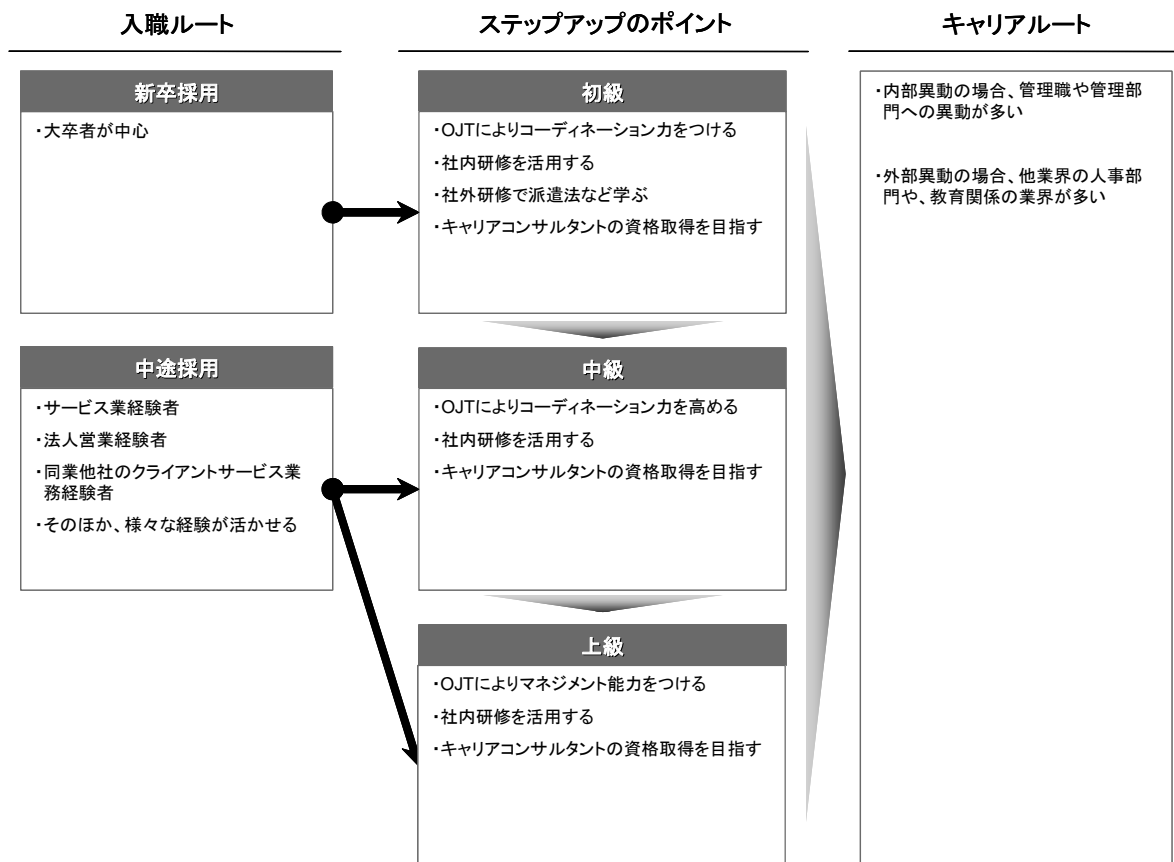 入職ルート
ステップアップのポイント
キャリアルート
新卒採用
・大卒者が中心
初級
・OJTによりコーディネーション力をつける
・社内研修を活用する
・社外研修で派遣法など学ぶ
・キャリアコンサルタントの資格取得を目指す
中途採用
・サービス業経験者
・法人営業経験者
・同業他社のクライアントサービス業
務経験者
・そのほか、様々な経験が活かせる
中級
・OJTによりコーディネーション力を高める
・社内研修を活用する
・キャリアコンサルタントの資格取得を目指す
上級
・OJTによりマネジメント能力をつける
・社内研修を活用する
・キャリアコンサルタントの資格取得を目指す
・内部異動の場合、管理職や管理部
門への異動が多い
・外部異動の場合、他業界の人事部
門や、教育関係の業界が多い